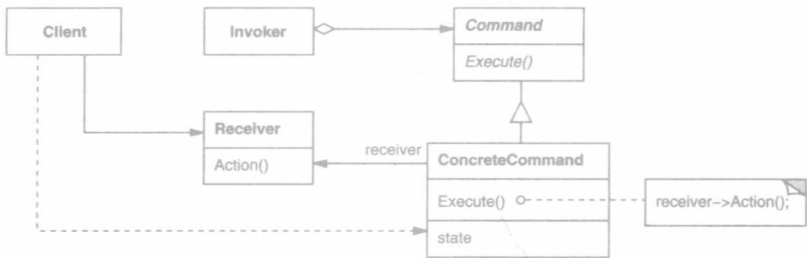 Client
Invoker
Command
Execute()
Receiver
Action()
receiver
ConcreteCommand
Execute()
receiver->Action();
state